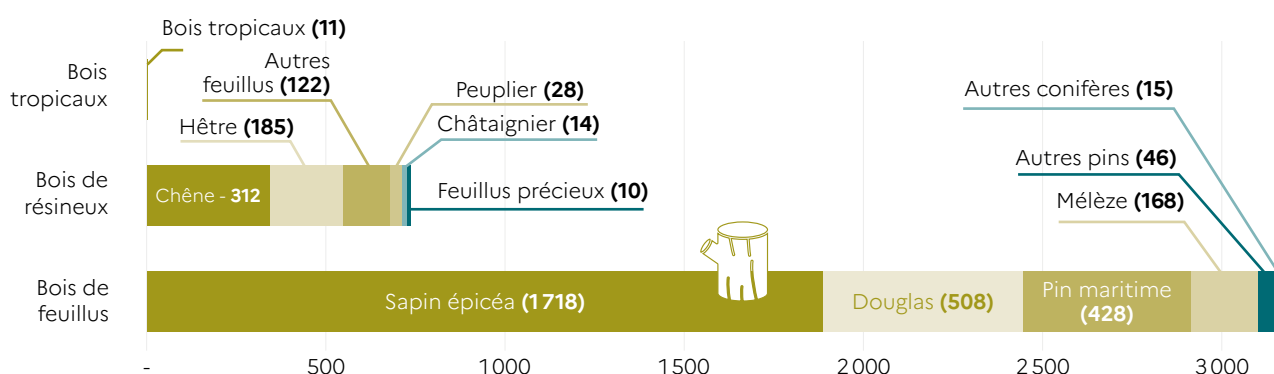 Bois tropicaux (11)
Bois
tropicaux
Autres
feuillus (122)
Peuplier (28)
Autres conifères (15)
Hêtre (185)
Châtaignier (14)
Autres pins (46)
Bois de
résineux
Chêne - 312
Feuillus précieux (10)
Mélèze (168)
Bois de
feuillus
Sapin épicéa (1 718)
Douglas (508)
Pin maritime
(428)
- 500 1 000 1 500 2 000 2 500 3 000